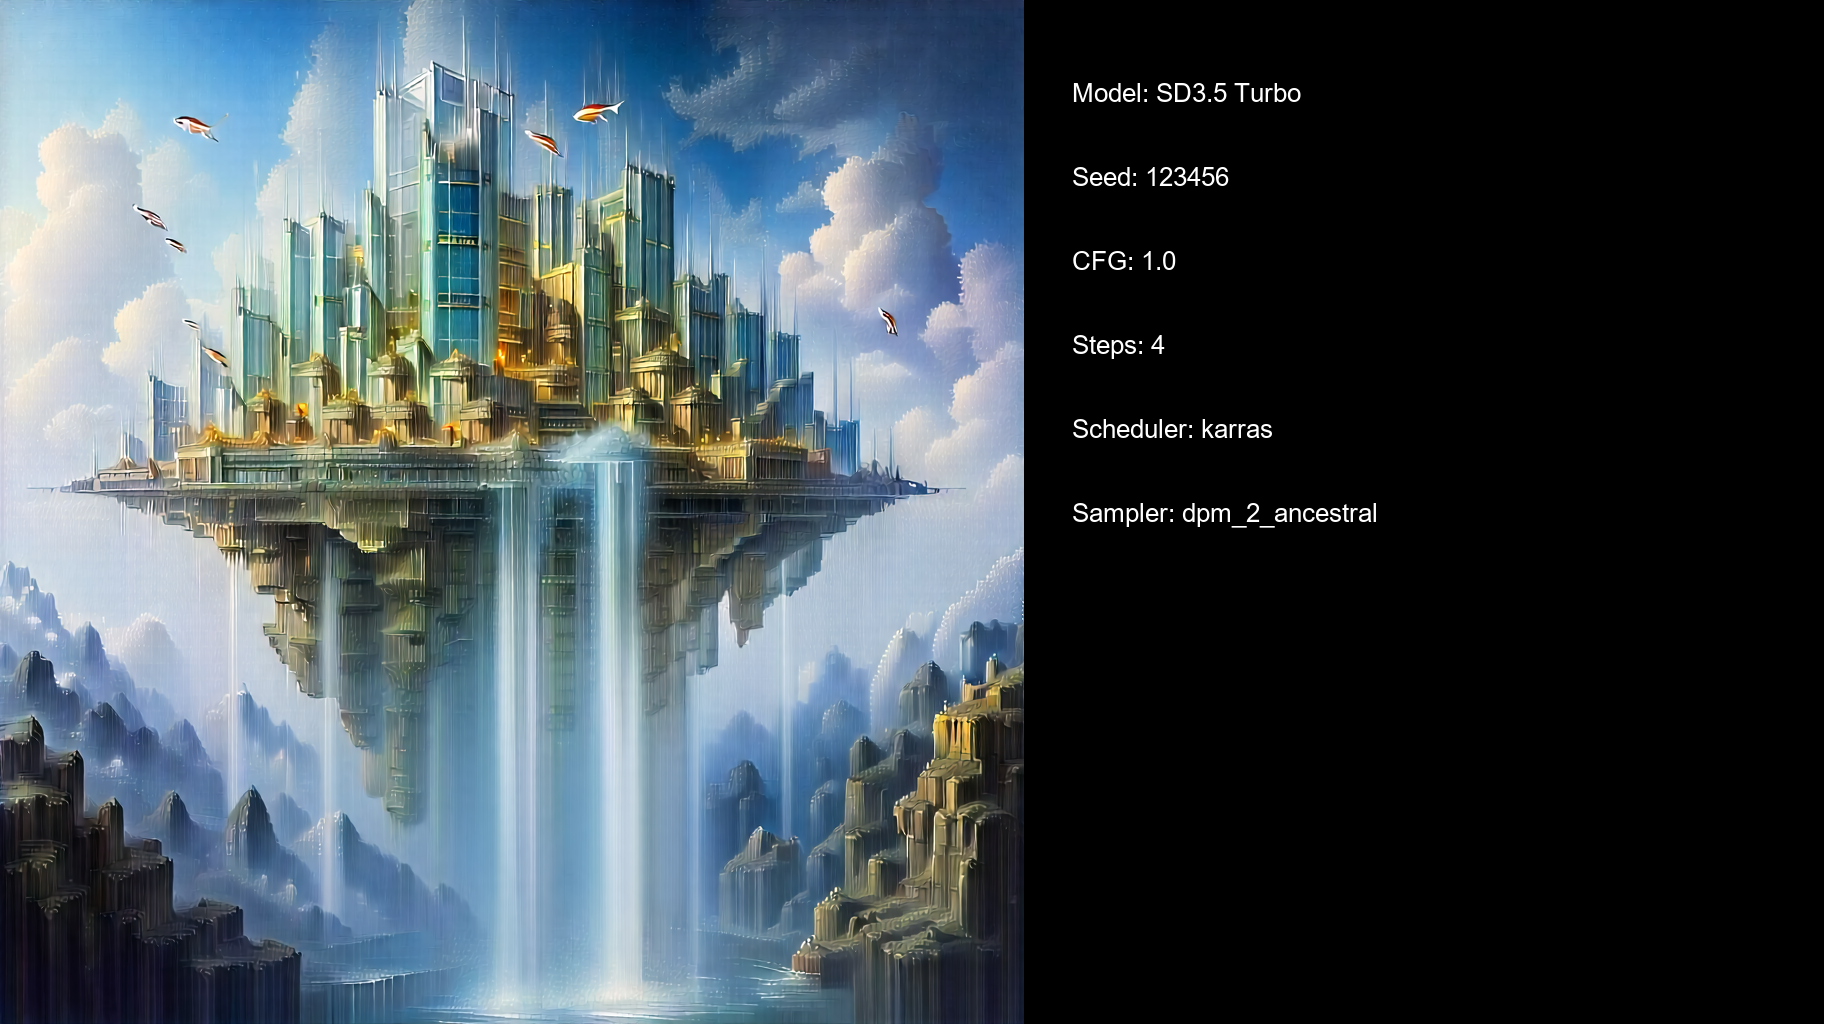 Model: SD3.5 Turbo
Seed: 123456
CFG: 1.0
Steps: 4
Scheduler: karras
Sampler: dpm_2_ancestral